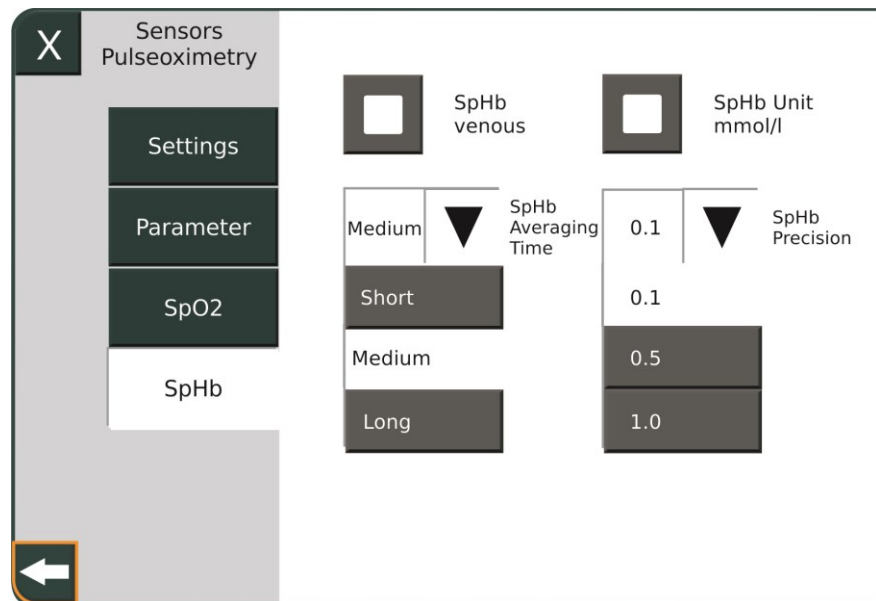 X
Sensors
Pulseoximetry
Settings
Parameter
SpO2
SpHb
SpHb
venous
SpHb Unit
mmol/l
Medium
SpHb
Averaging
Time
Short
Medium
Long
0.1
SpHb
Precision
0.1
0.5
1.0